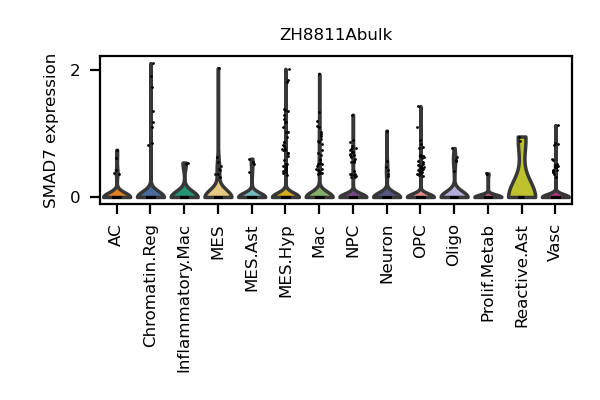 ZH8811Abulk
SMAD7 expression
2
0
AC
Chromatin.Reg
Inflammatory.Mac
MES
MES.Ast
MES.Hyp
Mac
NPC
Neuron
OPC
Oligo
Prolif.Metab
Reactive.Ast
Vasc